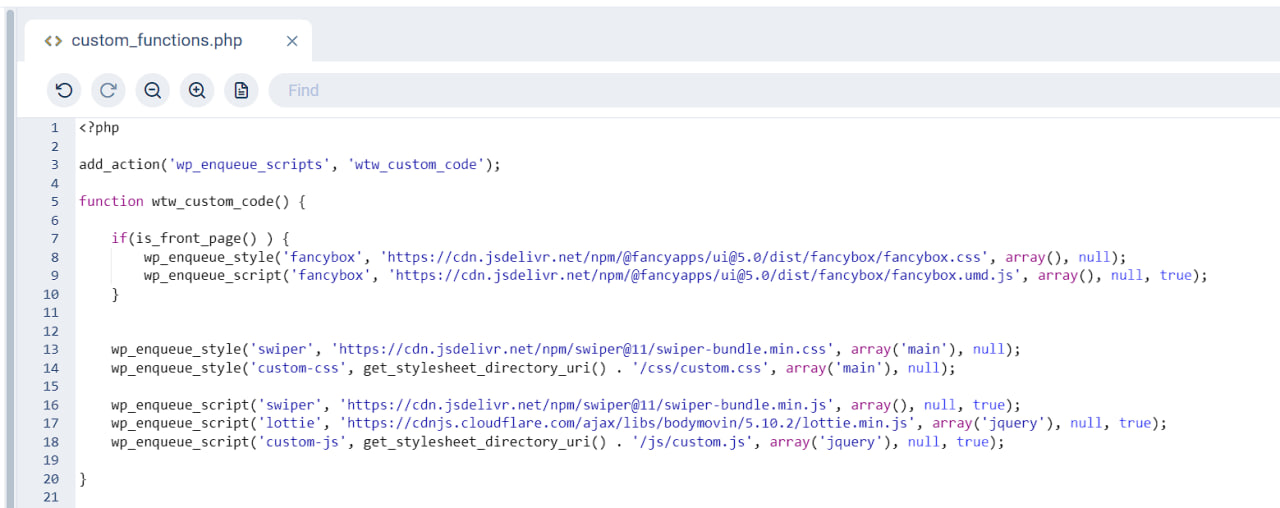 custom_functions.php
Find
1 <?php
2
3 add_action('wp_enqueue_scripts', 'wtw_custom_code');
4
5 function wtw_custom_code() {
6
7     if(is_front_page() ) {
8         wp_enqueue_style('fancybox', 'https://cdn.jsdelivr.net/npm/@fancyapps/ui@5.0/dist/fancybox/fancybox.css', array(), null);
9         wp_enqueue_script('fancybox', 'https://cdn.jsdelivr.net/npm/@fancyapps/ui@5.0/dist/fancybox/fancybox.umd.js', array(), null, true);
10     }
11
12
13     wp_enqueue_style('swiper', 'https://cdn.jsdelivr.net/npm/swiper@11/swiper-bundle.min.css', array('main'), null);
14     wp_enqueue_style('custom-css', get_stylesheet_directory_uri() . '/css/custom.css', array('main'), null);
15
16     wp_enqueue_script('swiper', 'https://cdn.jsdelivr.net/npm/swiper@11/swiper-bundle.min.js', array(), null, true);
17     wp_enqueue_script('lottie', 'https://cdnjs.cloudflare.com/ajax/libs/bodymovin/5.10.2/lottie.min.js', array('jquery'), null, true);
18     wp_enqueue_script('custom-js', get_stylesheet_directory_uri() . '/js/custom.js', array('jquery'), null, true);
19
20 }
21